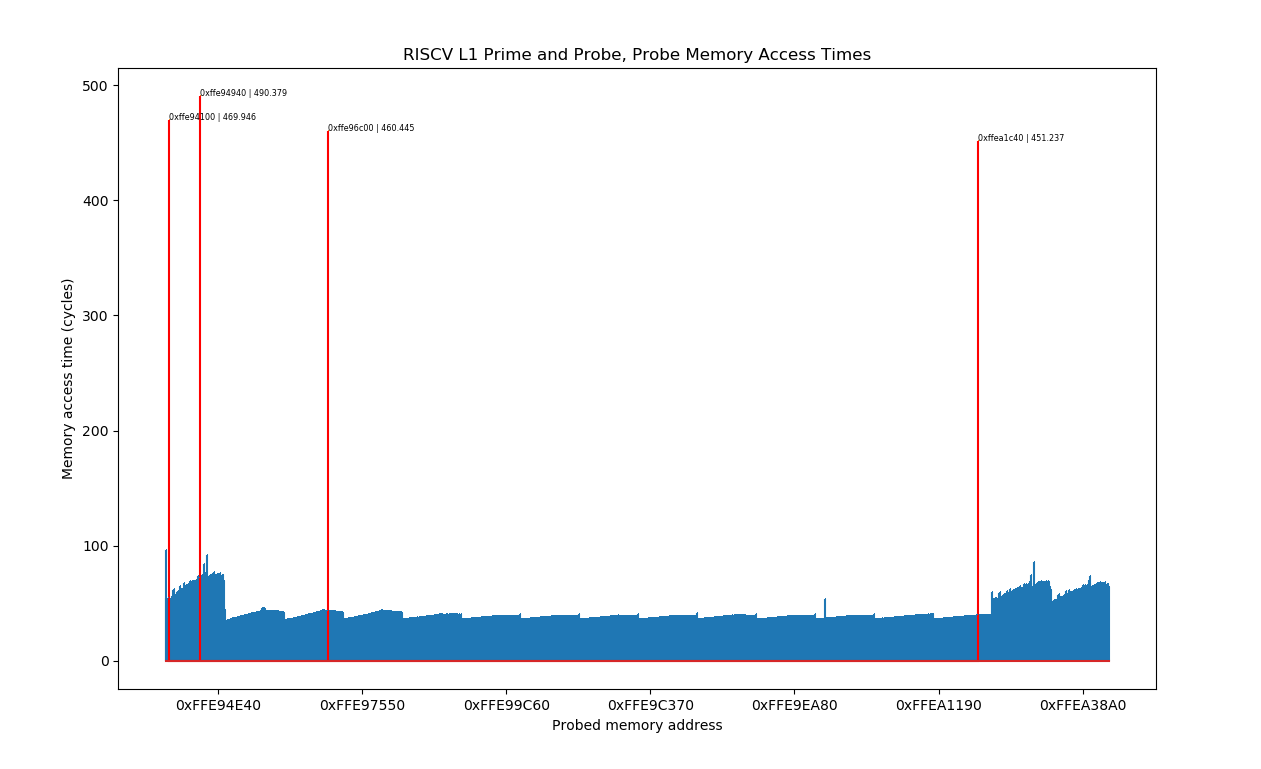 RISCV L1 Prime and Probe, Probe Memory Access Times
500
400
300
200
100
0
Memory access time (cycles)
0xffe94940 | 490.379
0xffe94100 | 469.946
0xffe96c00 | 460.445
0xffea1c40 | 451.237
0xFFE94E40 0xFFE97550 0xFFE99C60 0xFFE9C370 0xFFE9EA80 0xFFEA1190 0xFFEA38A0
Probed memory address